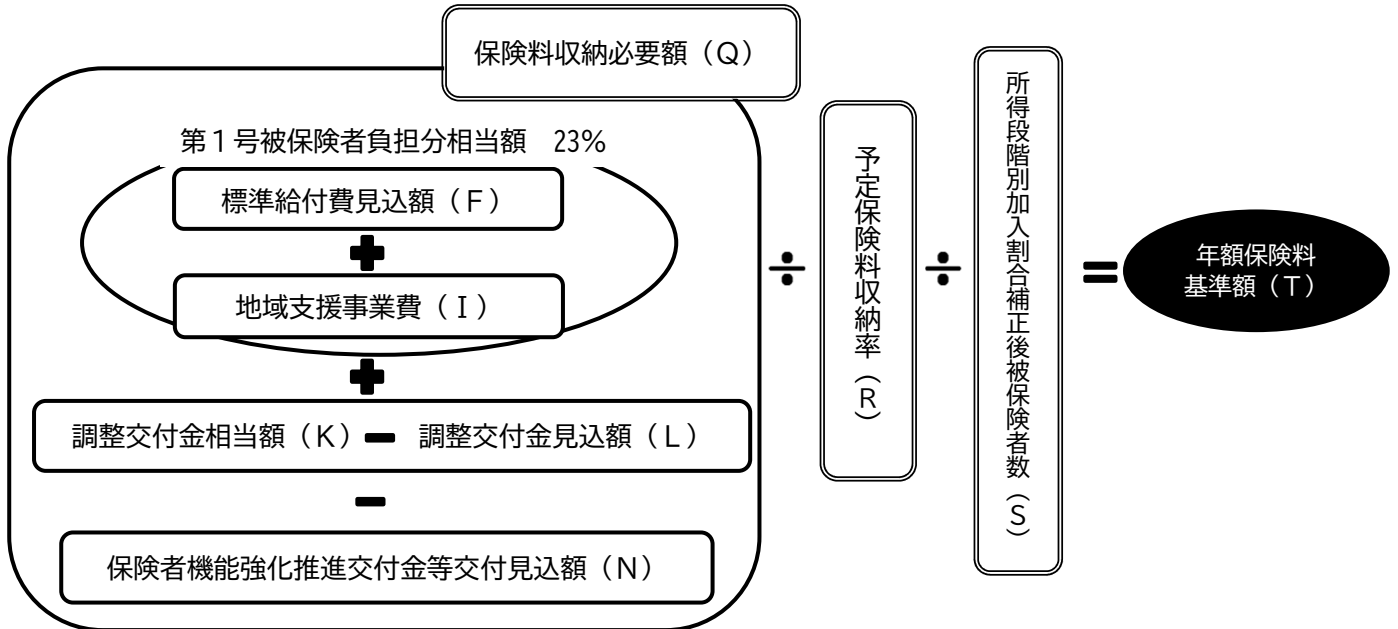 保険料収納必要額（Ｑ）
第１号被保険者負担分相当額　23%
標準給付費見込額（Ｆ）
＋
地域支援事業費（Ｉ）
＋
調整交付金相当額（Ｋ）－ 調整交付金見込額（Ｌ）
－
保険者機能強化推進交付金等交付見込額（Ｎ）
÷
予定保険料収納率（Ｒ）
÷
所得段階別加入割合補正後被保険者数（Ｓ）
＝
年額保険料
基準額（Ｔ）